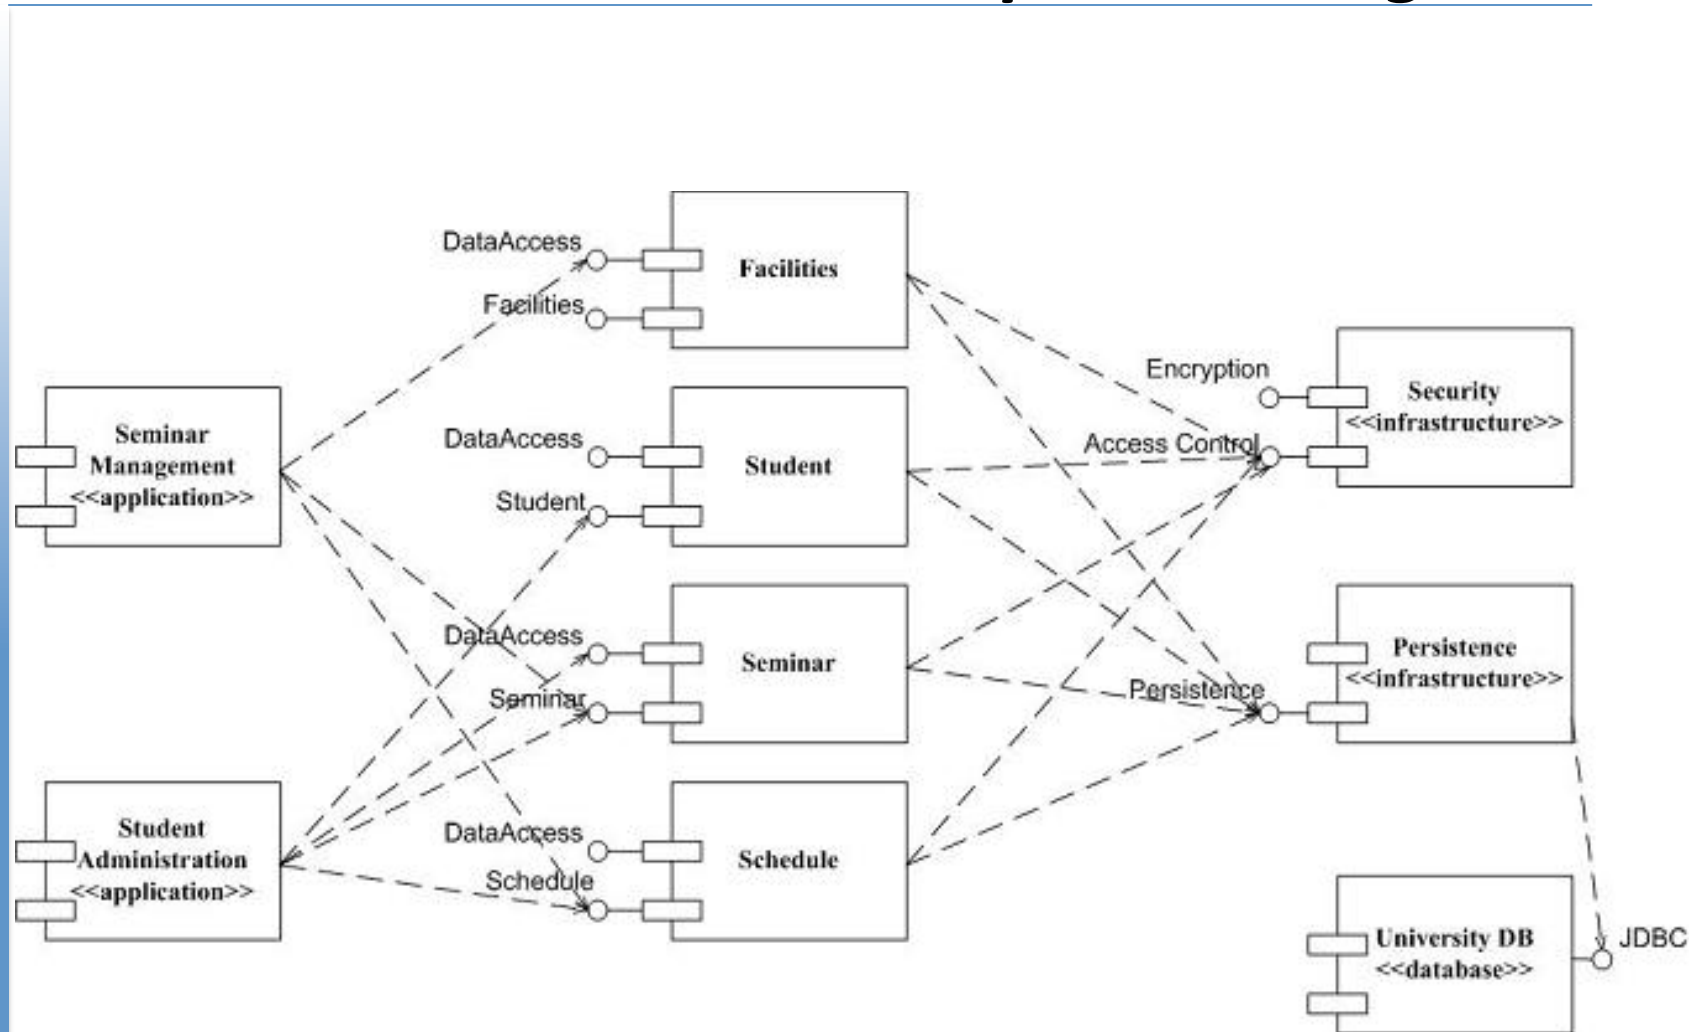 DataAccess
Facilities
Facilities
Encryption
Security
<<infrastructure>>
Access Control
Seminar
Management
<<application>>
DataAccess
Student
Student
DataAccess
Seminar
Seminar
Persistence
<<infrastructure>>
Persistence
Student
Administration
<<application>>
DataAccess
Schedule
Schedule
University DB
<<database>>
JDBC